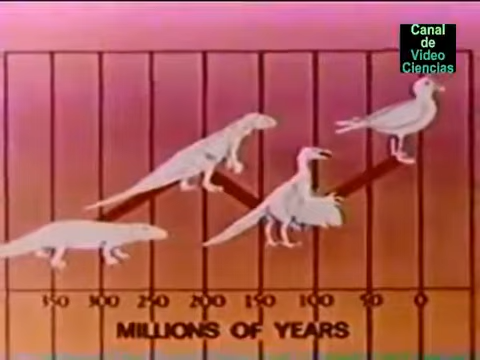 Canal
de
Video
Ciencias
350 300 250 200 150 100 50 0
MILLIONS OF YEARS